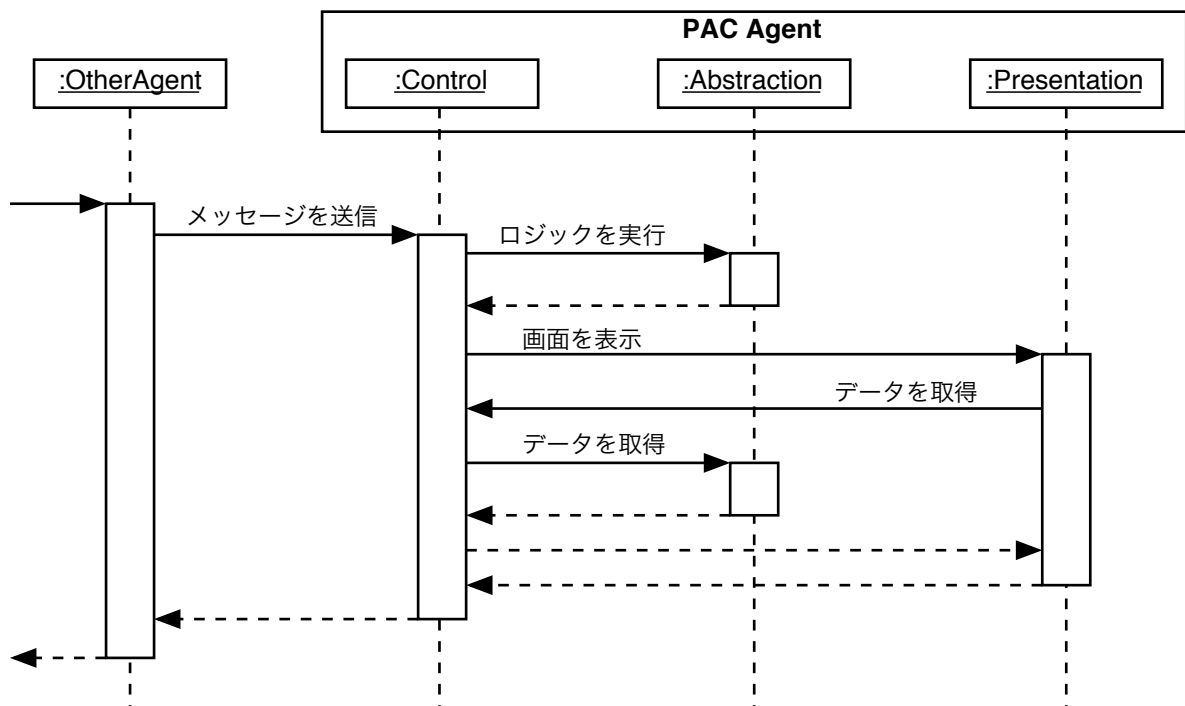 PAC Agent
:OtherAgent
:Control
:Abstraction
:Presentation
メッセージを送信
ロジックを実行
画面を表示
データを取得
データを取得